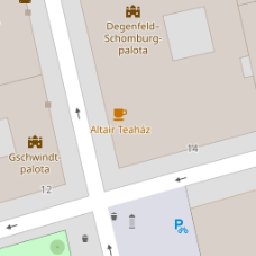 Degenfeld-
Schomburg-
palota
Altair Teaház
Gschwindt-
palota
14
12
P